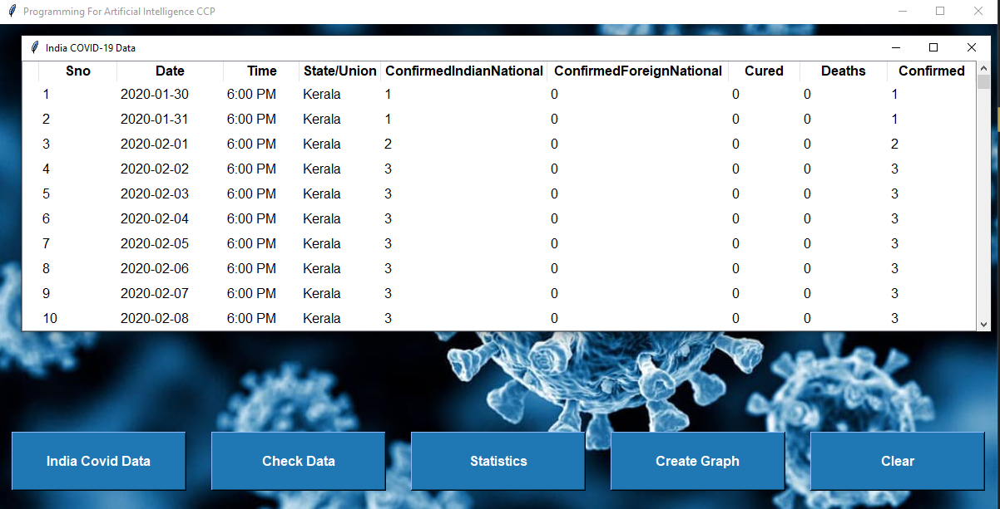 Programming For Artificial Intelligence CCP
India COVID-19 Data
Sno Date Time State/Union ConfirmedIndianNational ConfirmedForeignNational Cured Deaths Confirmed
1 2020-01-30 6:00 PM Kerala 1 0 0 0 1
2 2020-01-31 6:00 PM Kerala 1 0 0 0 1
3 2020-02-01 6:00 PM Kerala 2 0 0 0 2
4 2020-02-02 6:00 PM Kerala 3 0 0 0 3
5 2020-02-03 6:00 PM Kerala 3 0 0 0 3
6 2020-02-04 6:00 PM Kerala 3 0 0 0 3
7 2020-02-05 6:00 PM Kerala 3 0 0 0 3
8 2020-02-06 6:00 PM Kerala 3 0 0 0 3
9 2020-02-07 6:00 PM Kerala 3 0 0 0 3
10 2020-02-08 6:00 PM Kerala 3 0 0 0 3
India Covid Data Check Data Statistics Create Graph Clear